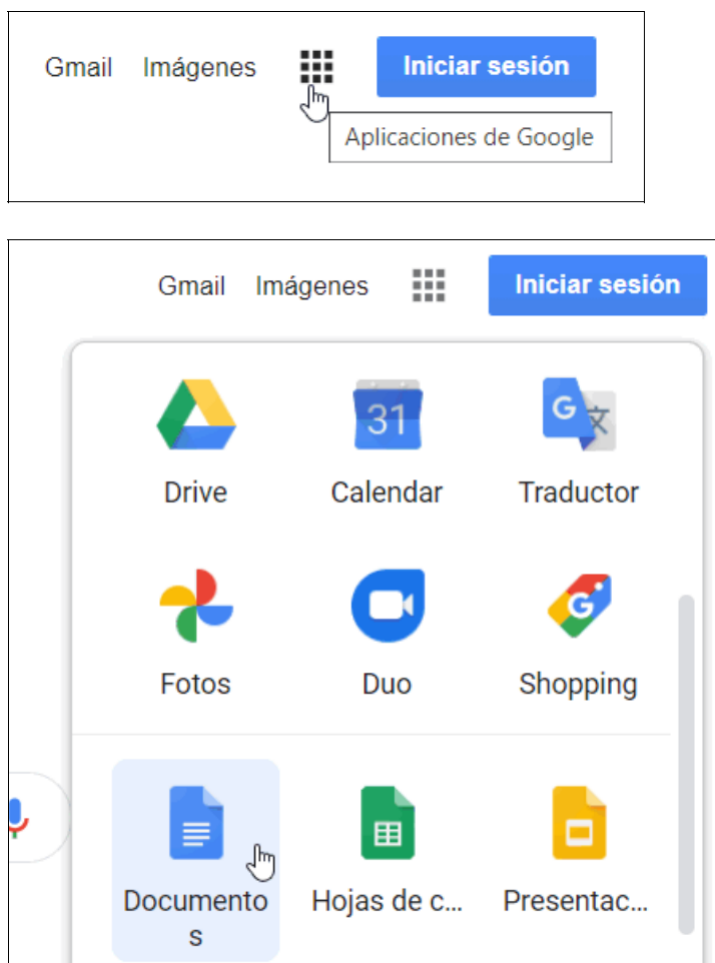 Gmail Imágenes Iniciar sesión
Aplicaciones de Google
Gmail Imágenes Iniciar sesión
31 G 文
Drive Calendar Traductor
G
Fotos Duo Shopping
Documento
s
Hojas de c... Presentac...